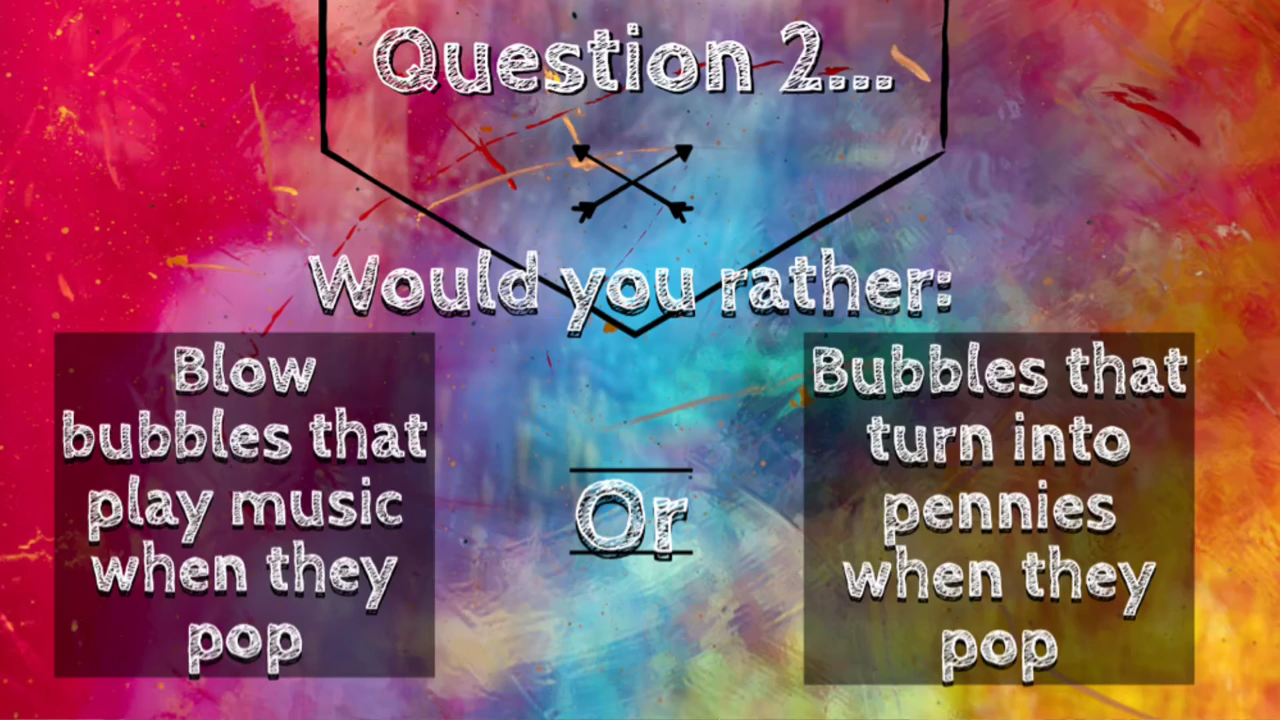 Question 2...
Would you rather:
Blow
bubbles that
play music
when they
pop
Or
Bubbles that
turn into
pennies
when they
pop